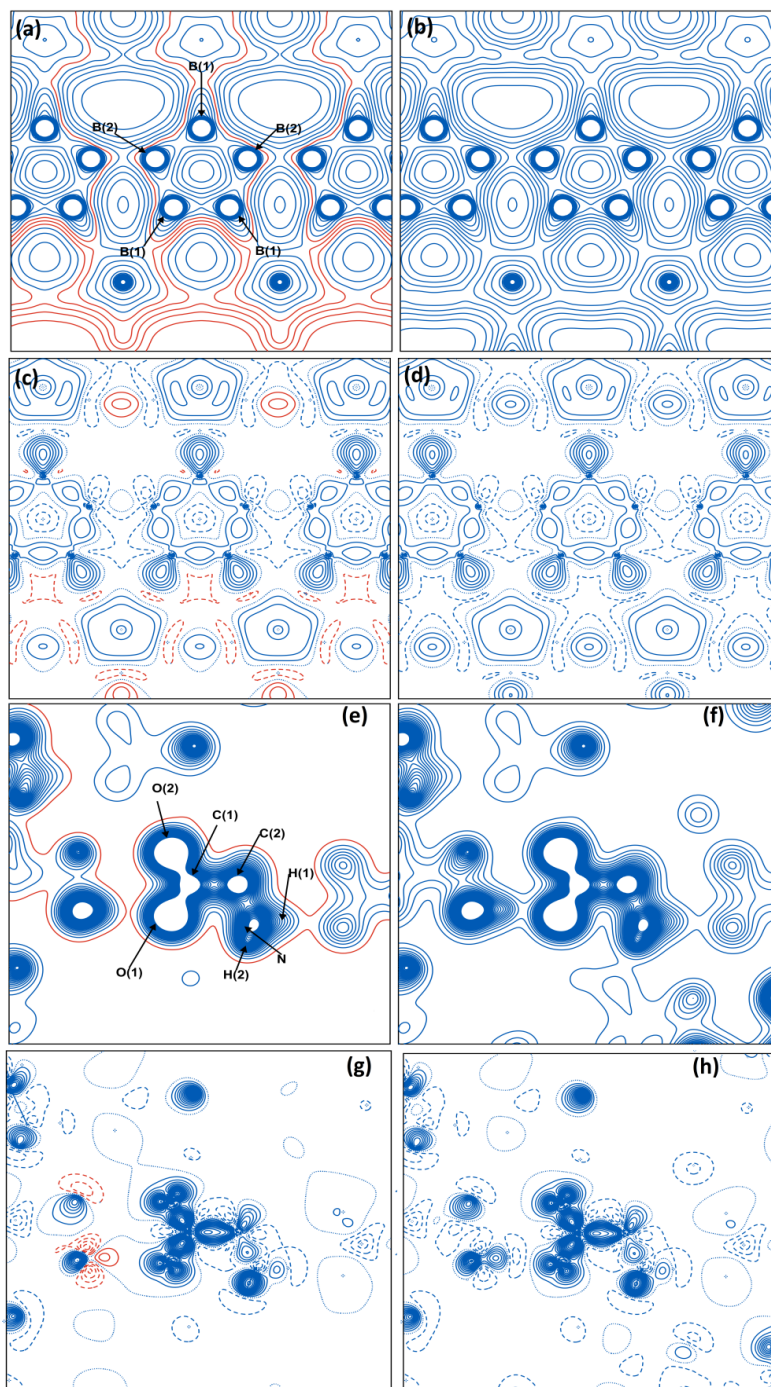 (a)
B(1)
B(2)
B(2)
B(1)
B(1)
(b)
(c)
(d)
(e)
O(2)
C(1)
C(2)
H(1)
O(1)
H(2)
N
(f)
(g)
(h)